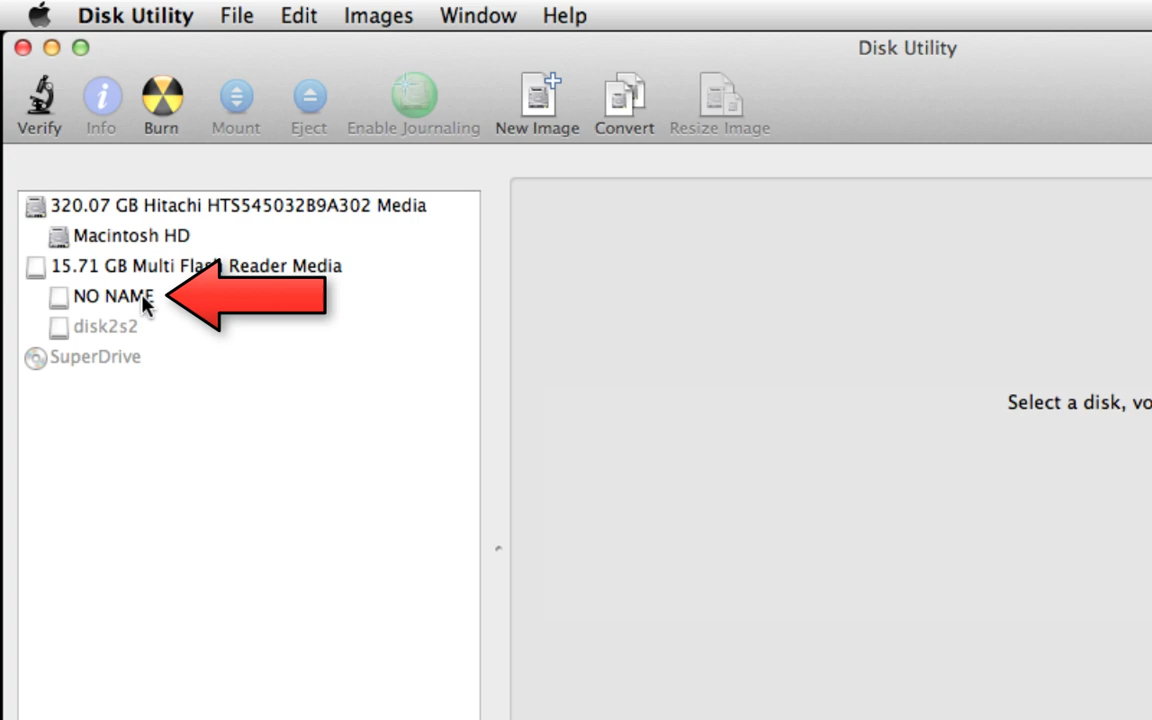 Disk Utility File Edit Images Window Help
Disk Utility
Verify Info Burn Mount Eject Enable Journaling New Image Convert Resize Image
320.07 GB Hitachi HTS545032B9A302 Media
Macintosh HD
15.71 GB Multi Flash Reader Media
NO NAME
disk2s2
SuperDrive
Select a disk, vo